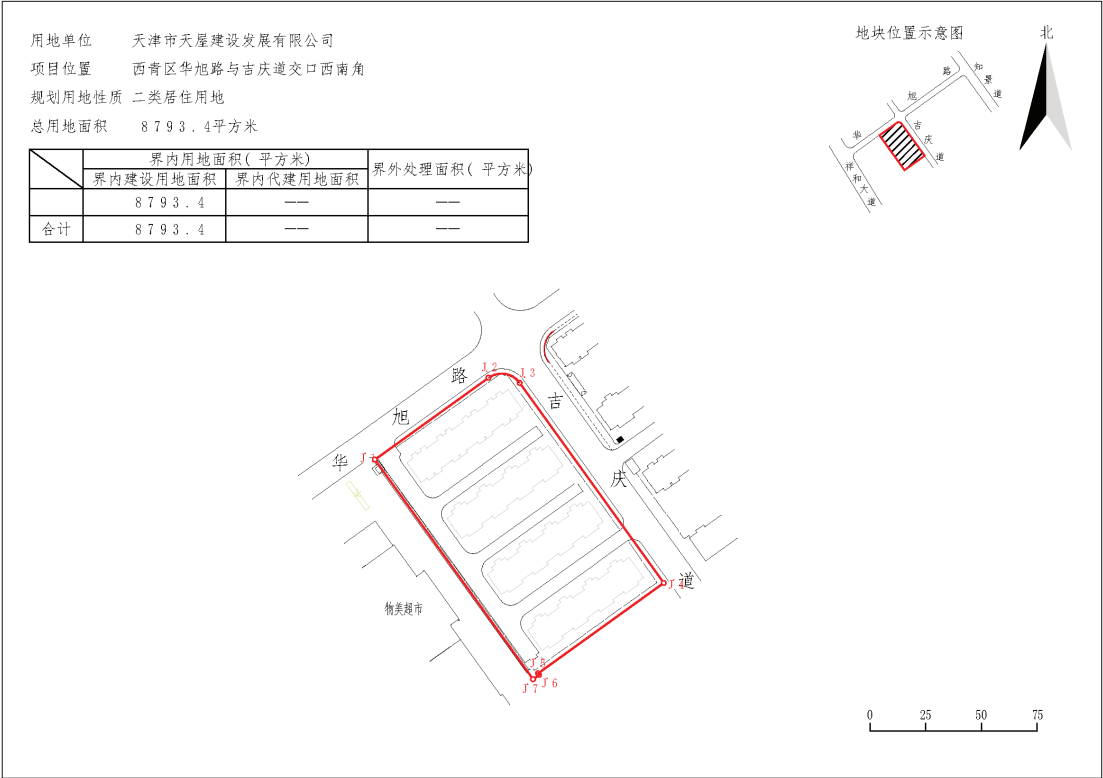 用地单位 天津市天屋建设发展有限公司
项目位置 西青区华旭路与吉庆道交口西南角
规划用地性质 二类居住用地
总用地面积 8793.4平方米
界内用地面积(平方米) 界外处理面积(平方米)
界内建设用地面积 界内代建用地面积
8793.4 —— ——
合计 8793.4 —— ——
地块位置示意图
北
华旭路
知景道
吉庆道
祥和大道
华旭路
吉庆道
J1
J2
J3
J4
J5
J6
J7
物美超市
0 25 50 75